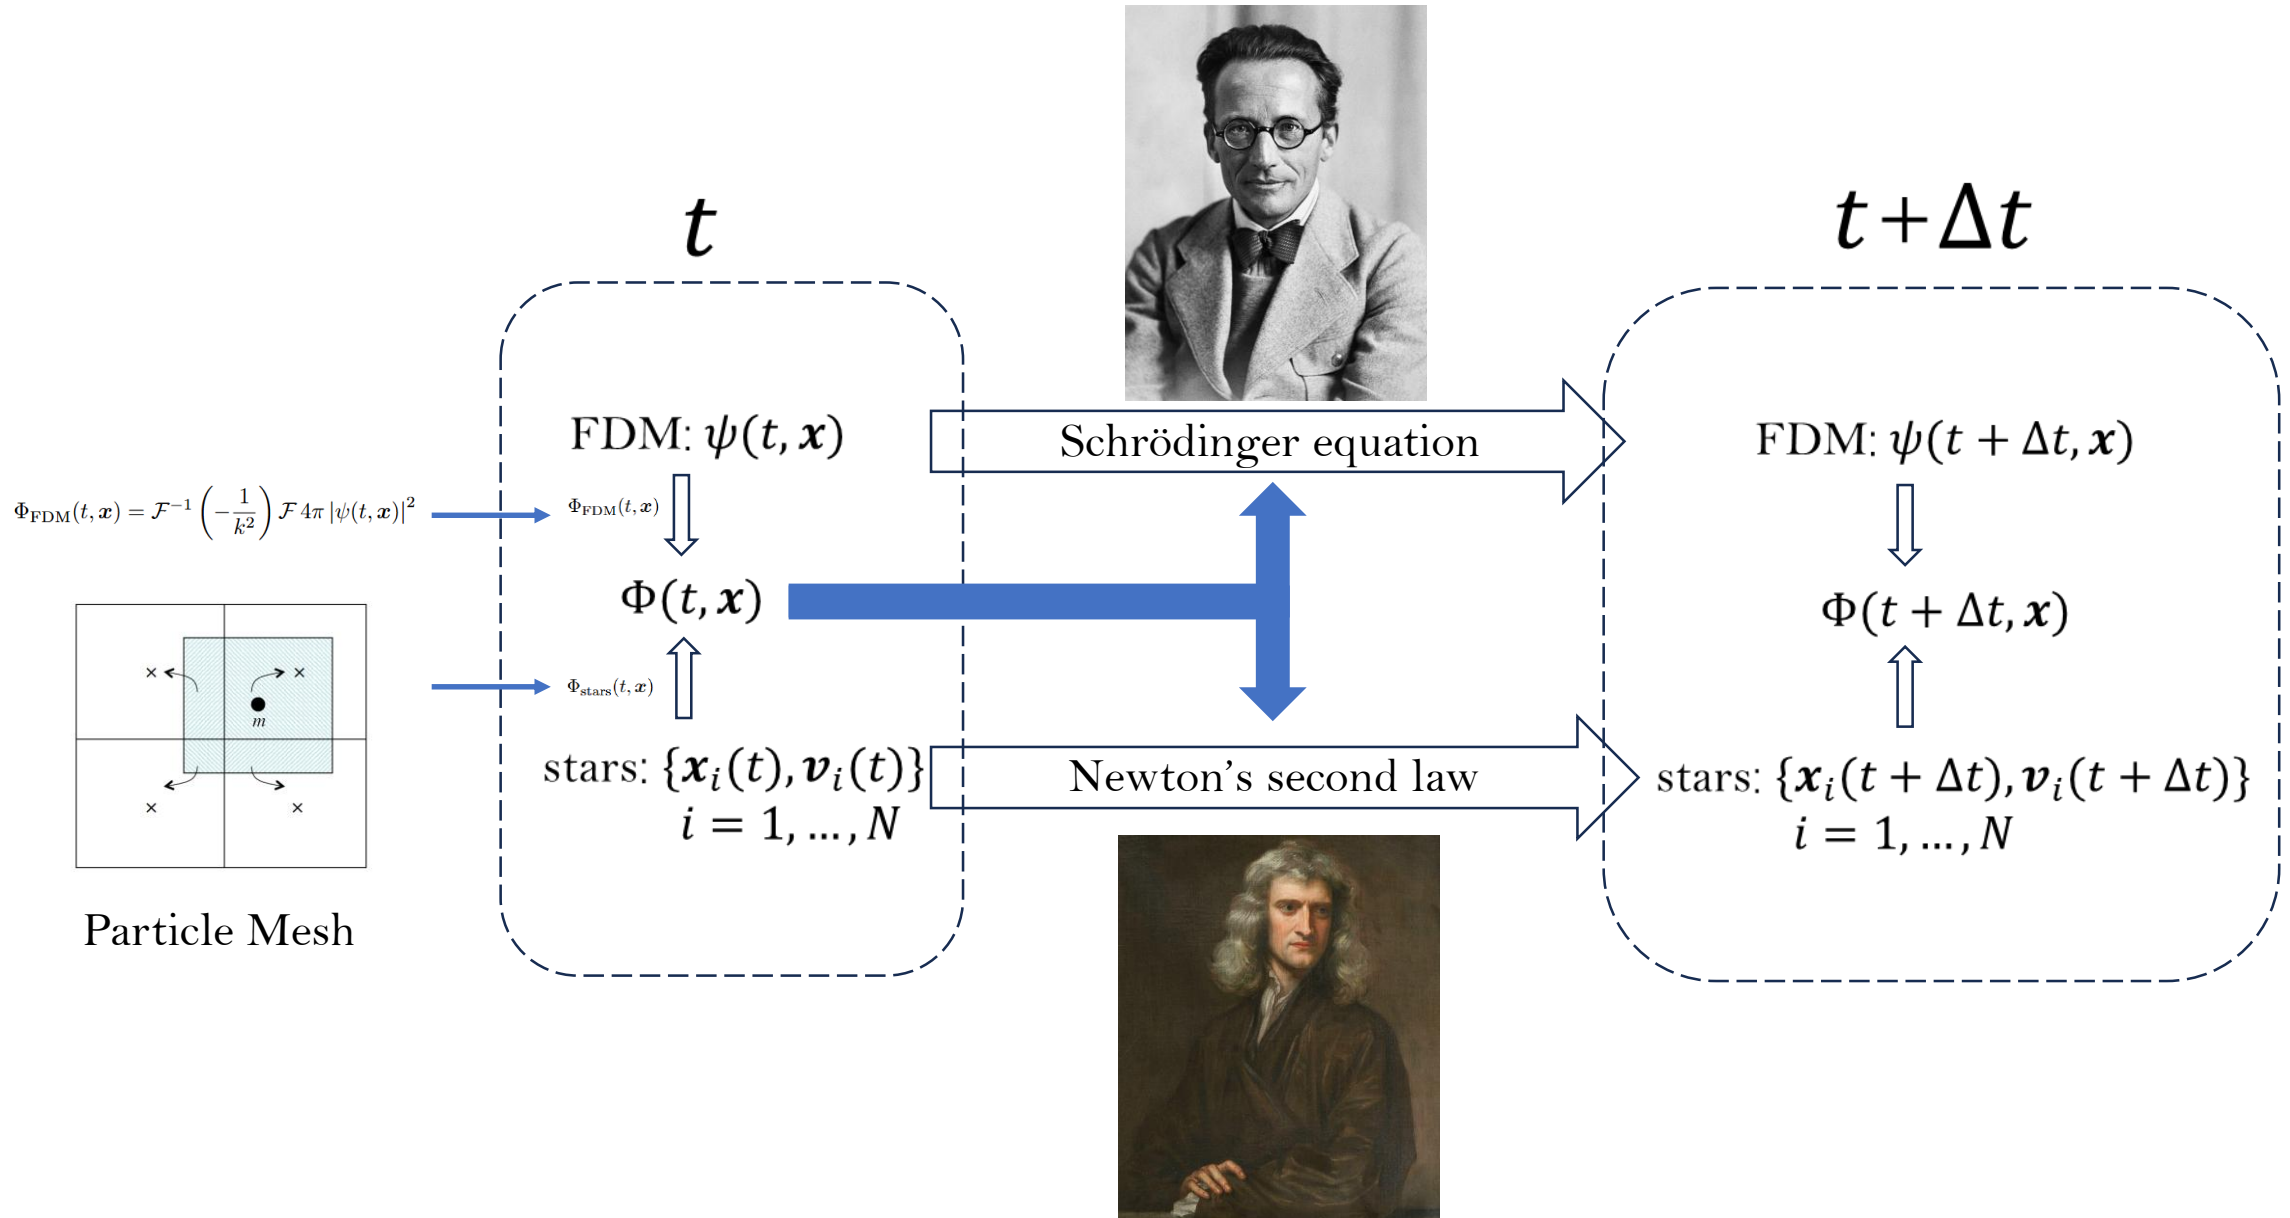 t
t+Δt
FDM: ψ(t, x)
Schrödinger equation
FDM: ψ(t + Δt, x)
Φ_FDM(t, x) = ℱ⁻¹ (−1/k²) ℱ 4π |ψ(t, x)|²
Φ_FDM(t, x)
Φ(t, x)
Φ(t + Δt, x)
Φ_stars(t, x)
m
stars: {x_i(t), v_i(t)}
i = 1, ..., N
Newton's second law
stars: {x_i(t + Δt), v_i(t + Δt)}
i = 1, ..., N
Particle Mesh